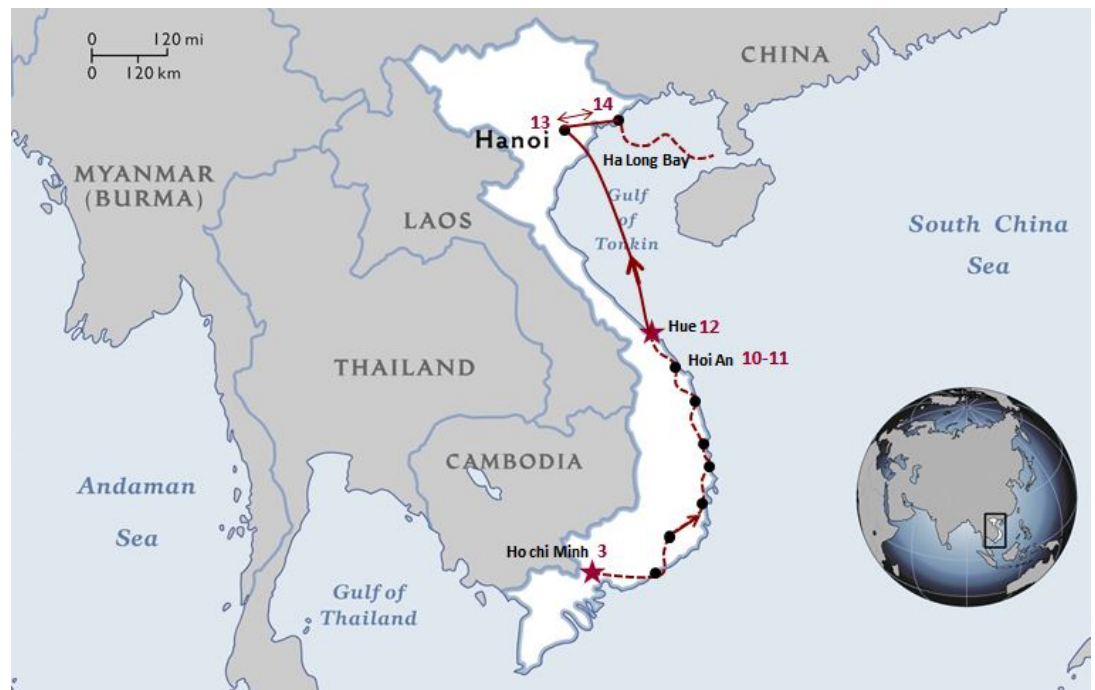 0 120 mi
0 120 km
CHINA
14
13
Hanoi
Ha Long Bay
MYANMAR
(BURMA)
LAOS
Gulf
of
Tonkin
South China
Sea
Hue 12
Hoi An 10-11
THAILAND
CAMBODIA
Andaman
Sea
Ho chi Minh 3
Gulf of
Thailand